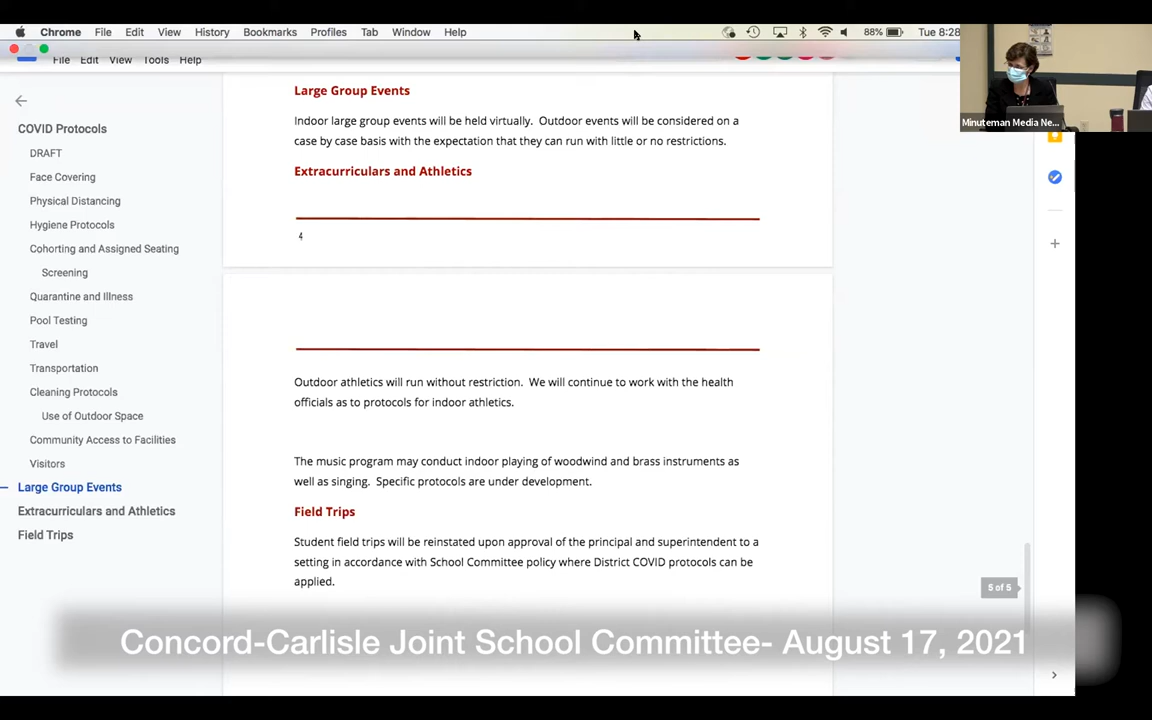 Chrome File Edit View History Bookmarks Profiles Tab Window Help 88% Tue 8:28
File Edit View Tools Help
Minuteman Media Ne...
COVID Protocols
DRAFT
Face Covering
Physical Distancing
Hygiene Protocols
Cohorting and Assigned Seating
Screening
Quarantine and Illness
Pool Testing
Travel
Transportation
Cleaning Protocols
Use of Outdoor Space
Community Access to Facilities
Visitors
Large Group Events
Extracurriculars and Athletics
Field Trips
Large Group Events
Indoor large group events will be held virtually. Outdoor events will be considered on a
case by case basis with the expectation that they can run with little or no restrictions.
Extracurriculars and Athletics
4
Outdoor athletics will run without restriction. We will continue to work with the health
officials as to protocols for indoor athletics.
The music program may conduct indoor playing of woodwind and brass instruments as
well as singing. Specific protocols are under development.
Field Trips
Student field trips will be reinstated upon approval of the principal and superintendent to a
setting in accordance with School Committee policy where District COVID protocols can be
applied.
5 of 5
Concord-Carlisle Joint School Committee- August 17, 2021